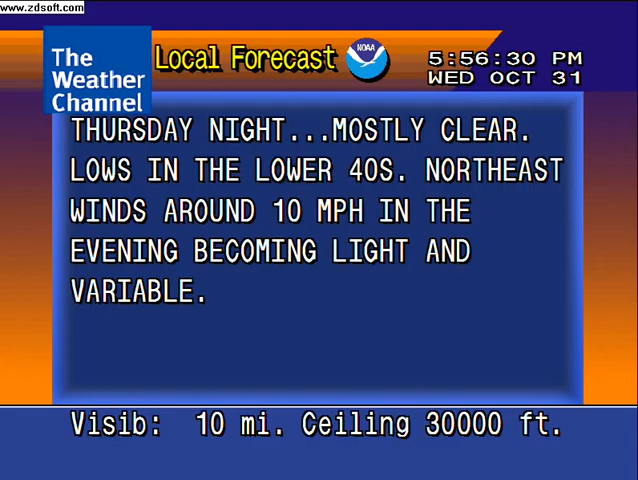 www.zdsoft.com
The
Weather
Channel
Local Forecast
NOAA
5:56:30 PM
WED OCT 31
THURSDAY NIGHT...MOSTLY CLEAR.
LOWS IN THE LOWER 40S. NORTHEAST
WINDS AROUND 10 MPH IN THE
EVENING BECOMING LIGHT AND
VARIABLE.
Visib: 10 mi. Ceiling 30000 ft.